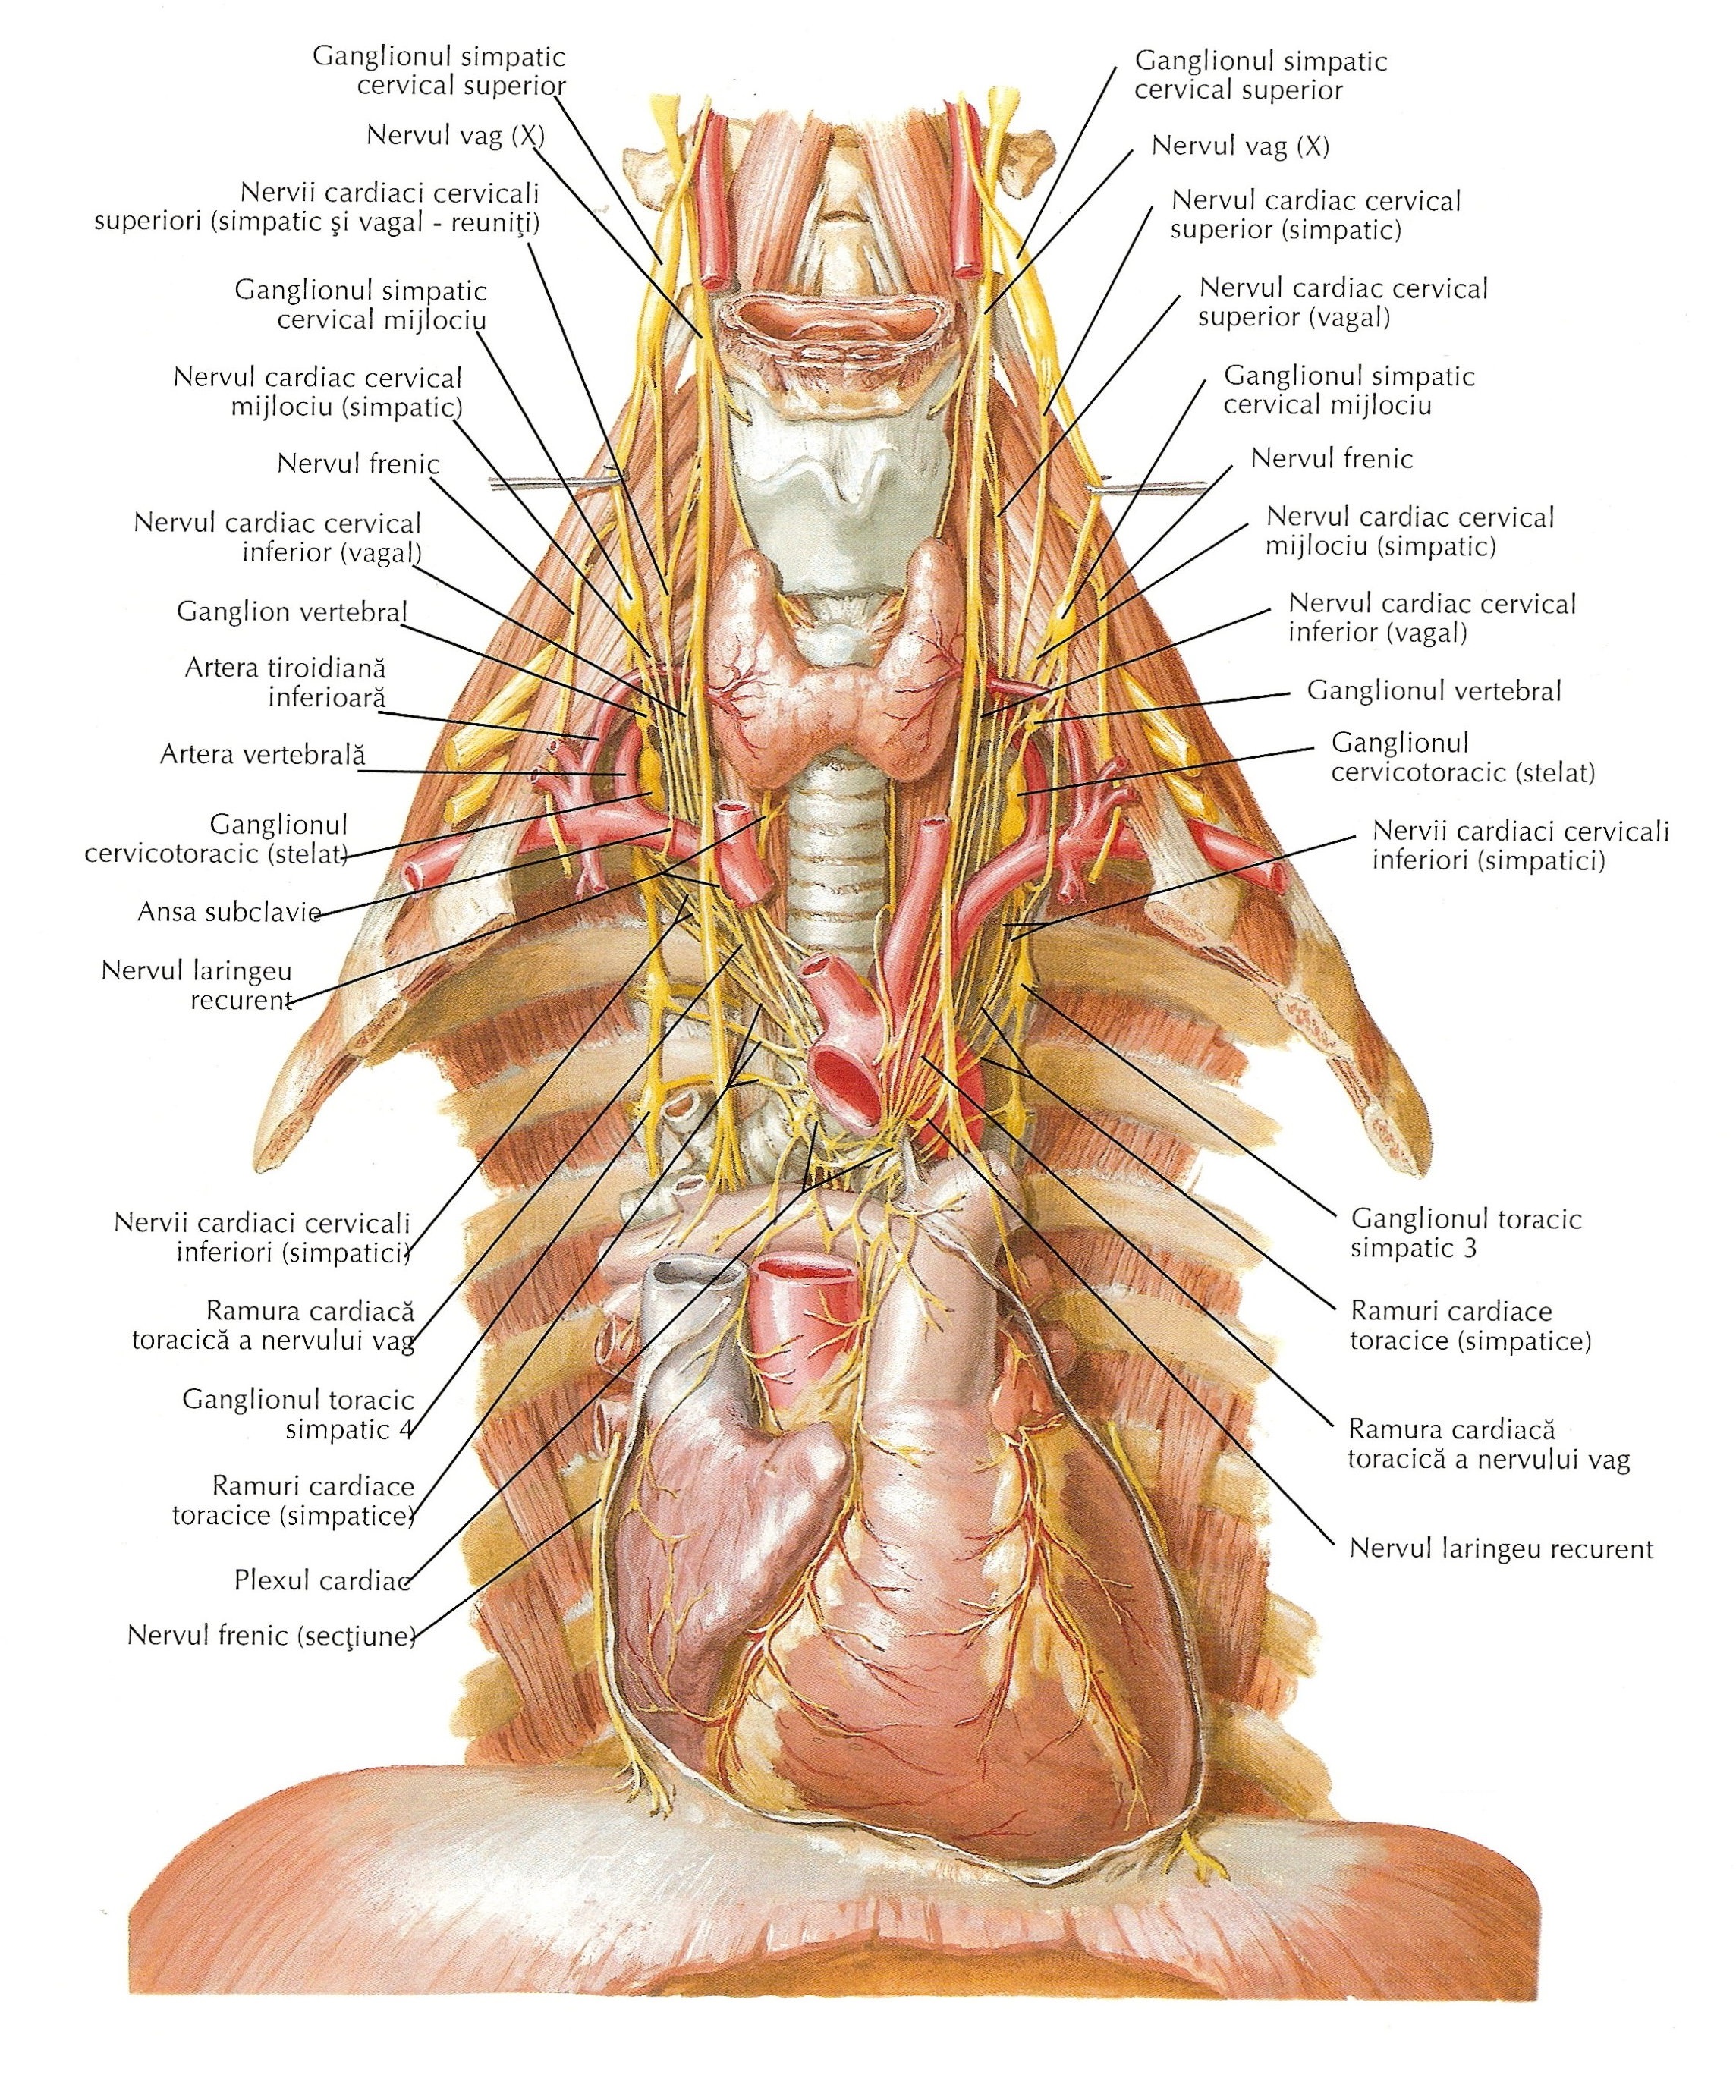 Ganglionul simpatic
cervical superior
Nervul vag (X)
Nervii cardiaci cervicali
superiori (simpatic şi vagal - reuniţi)
Ganglionul simpatic
cervical mijlociu
Nervul cardiac cervical
mijlociu (simpatic)
Nervul frenic
Nervul cardiac cervical
inferior (vagal)
Ganglion vertebral
Artera tiroidiană
inferioară
Artera vertebrală
Ganglionul
cervicotoracic (stelat)
Ansa subclavie
Nervul laringeu
recurent
Nervii cardiaci cervicali
inferiori (simpatici)
Ramura cardiacă
toracică a nervului vag
Ganglionul toracic
simpatic 4
Ramuri cardiace
toracice (simpatice)
Plexul cardiac
Nervul frenic (secţiune)
Ganglionul simpatic
cervical superior
Nervul vag (X)
Nervul cardiac cervical
superior (simpatic)
Nervul cardiac cervical
superior (vagal)
Ganglionul simpatic
cervical mijlociu
Nervul frenic
Nervul cardiac cervical
mijlociu (simpatic)
Nervul cardiac cervical
inferior (vagal)
Ganglionul vertebral
Ganglionul
cervicotoracic (stelat)
Nervii cardiaci cervicali
inferiori (simpatici)
Ganglionul toracic
simpatic 3
Ramuri cardiace
toracice (simpatice)
Ramura cardiacă
toracică a nervului vag
Nervul laringeu recurent